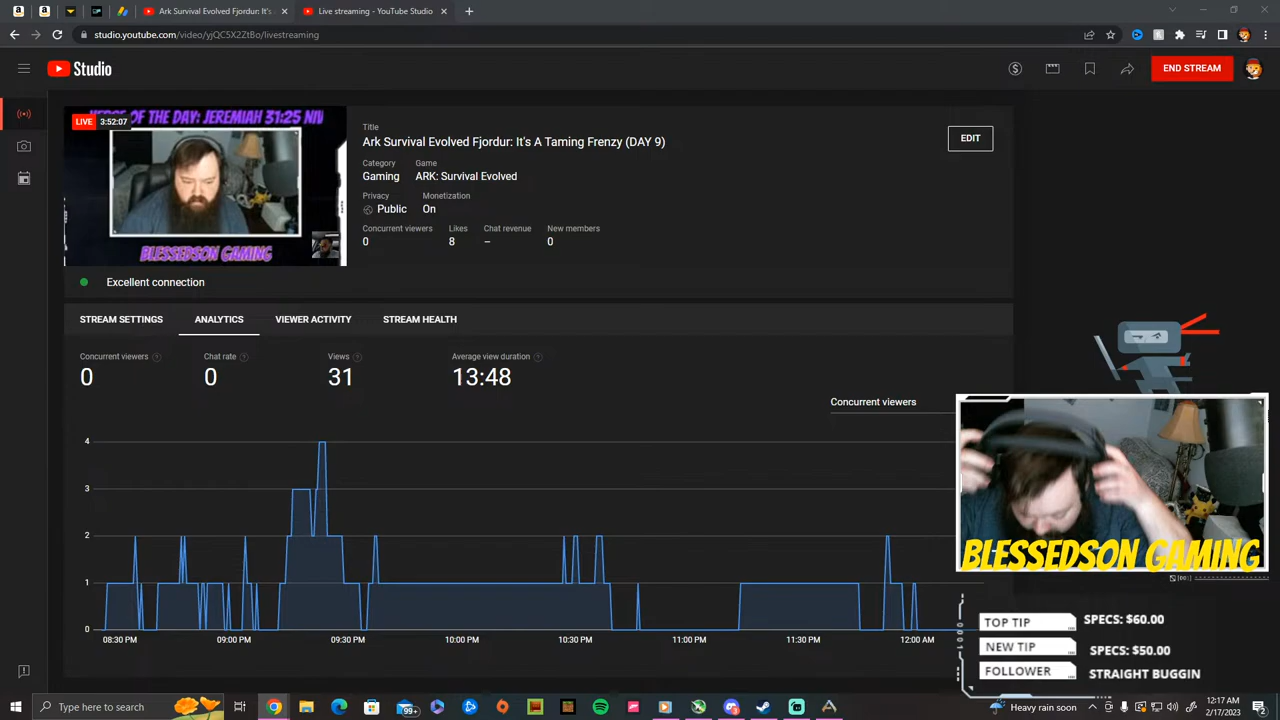 Ark Survival Evolved Fjordur: It's
Live streaming - YouTube Studio
studio.youtube.com/video/yjQC5X2ZtBo/livestreaming
Studio
END STREAM
VERSE OF THE DAY: JEREMIAH 31:25 NIV
LIVE 3:52:07
BLESSEDSON GAMING
Title
Ark Survival Evolved Fjordur: It's A Taming Frenzy (DAY 9)
EDIT
Category Game
Gaming ARK: Survival Evolved
Privacy Monetization
Public On
Concurrent viewers Likes Chat revenue New members
0 8 – 0
Excellent connection
STREAM SETTINGS ANALYTICS VIEWER ACTIVITY STREAM HEALTH
Concurrent viewers Chat rate Views Average view duration
0 0 31 13:48
Concurrent viewers
4
3
2
1
0
08:30 PM 09:00 PM 09:30 PM 10:00 PM 10:30 PM 11:00 PM 11:30 PM 12:00 AM
BLESSEDSON GAMING
TOP TIP SPECS: $60.00
NEW TIP SPECS: $50.00
FOLLOWER STRAIGHT BUGGIN
Type here to search
99+
Heavy rain soon
12:17 AM
2/17/2023